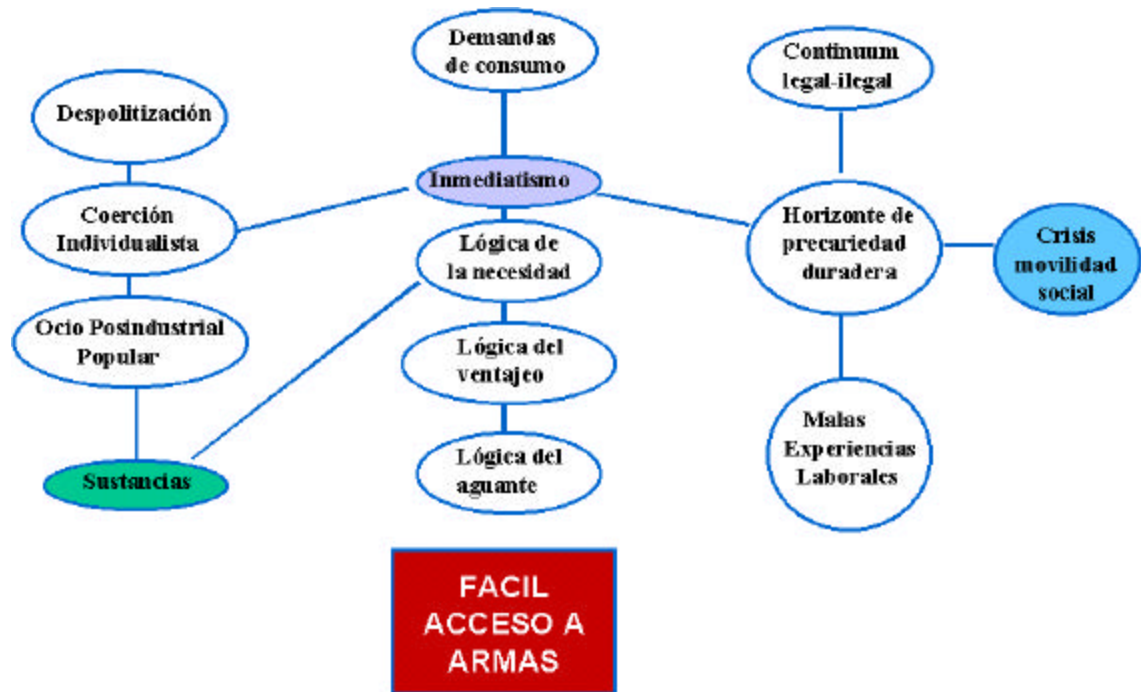 Demandas
de consumo
Continuum
legal-ilegal
Despolitización
Inmediatismo
Coerción
Individualista
Lógica de
la necesidad
Horizonte de
precariedad
duradera
Crisis
movilidad
social
Ocio Posindustrial
Popular
Lógica del
ventajeo
Malas
Experiencias
Laborales
Sustancias
Lógica del
aguante
FACIL
ACCESO A
ARMAS